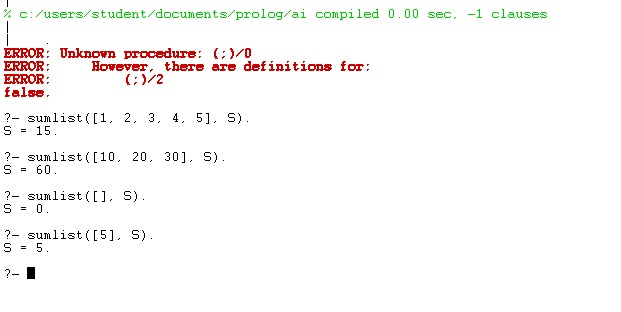 % c:/users/student/documents/prolog/ai compiled 0.00 sec, -1 clauses
|
|    .
ERROR: Unknown procedure: (;)/0
ERROR:     However, there are definitions for:
ERROR:         (;)/2
false.
?- sumlist([1, 2, 3, 4, 5], S).
S = 15.
?- sumlist([10, 20, 30], S).
S = 60.
?- sumlist([], S).
S = 0.
?- sumlist([5], S).
S = 5.
?-